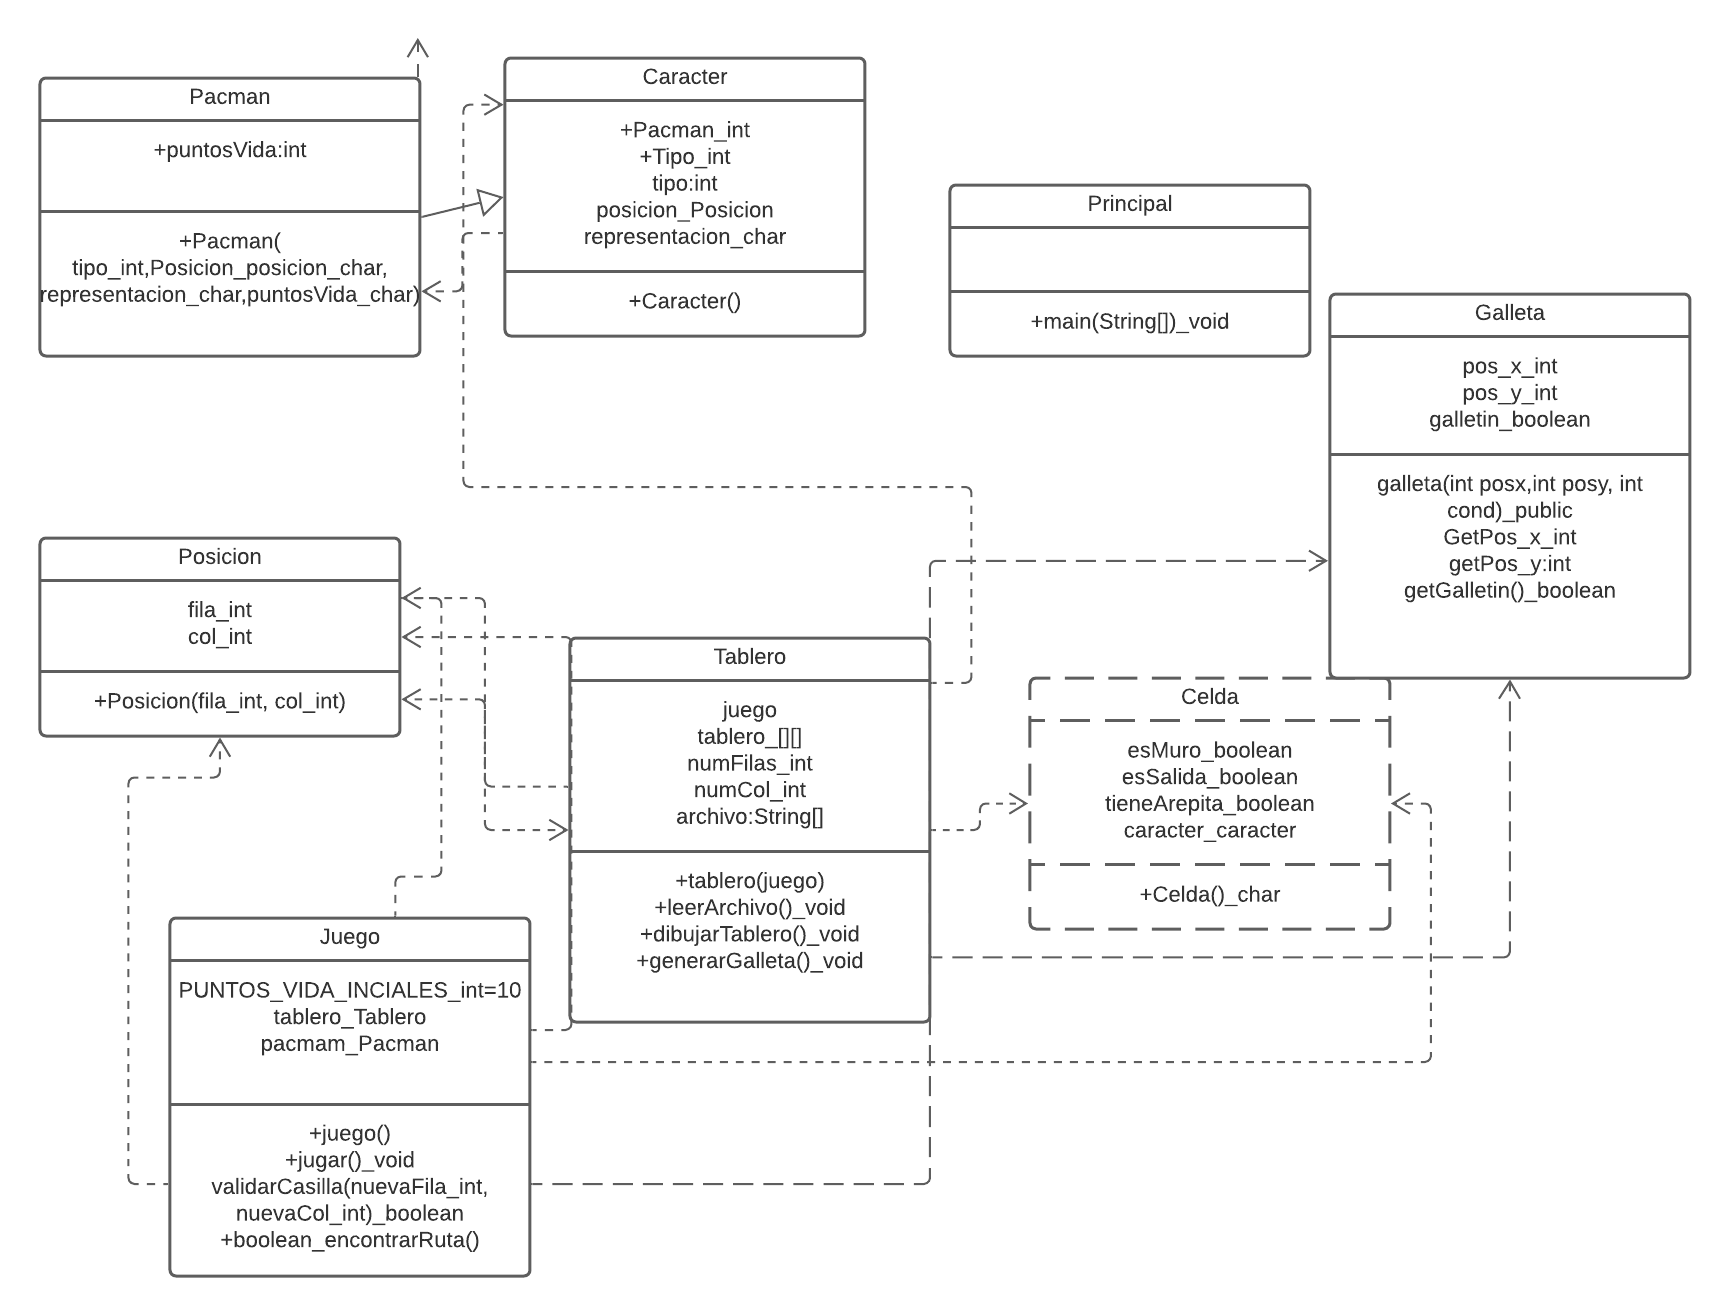 Pacman
+puntosVida:int
+Pacman(
tipo_int,Posicion_posicion_char,
representacion_char,puntosVida_char)
Caracter
+Pacman_int
+Tipo_int
tipo:int
posicion_Posicion
representacion_char
+Caracter()
Principal
+main(String[])_void
Galleta
pos_x_int
pos_y_int
galletin_boolean
galleta(int posx,int posy, int
cond)_public
GetPos_x_int
getPos_y:int
getGalletin()_boolean
Posicion
fila_int
col_int
+Posicion(fila_int, col_int)
Tablero
juego
tablero_[][]
numFilas_int
numCol_int
archivo:String[]
+tablero(juego)
+leerArchivo()_void
+dibujarTablero()_void
+generarGalleta()_void
Celda
esMuro_boolean
esSalida_boolean
tieneArepita_boolean
caracter_caracter
+Celda()_char
Juego
PUNTOS_VIDA_INCIALES_int=10
tablero_Tablero
pacmam_Pacman
+juego()
+jugar()_void
validarCasilla(nuevaFila_int,
nuevaCol_int)_boolean
+boolean_encontrarRuta()